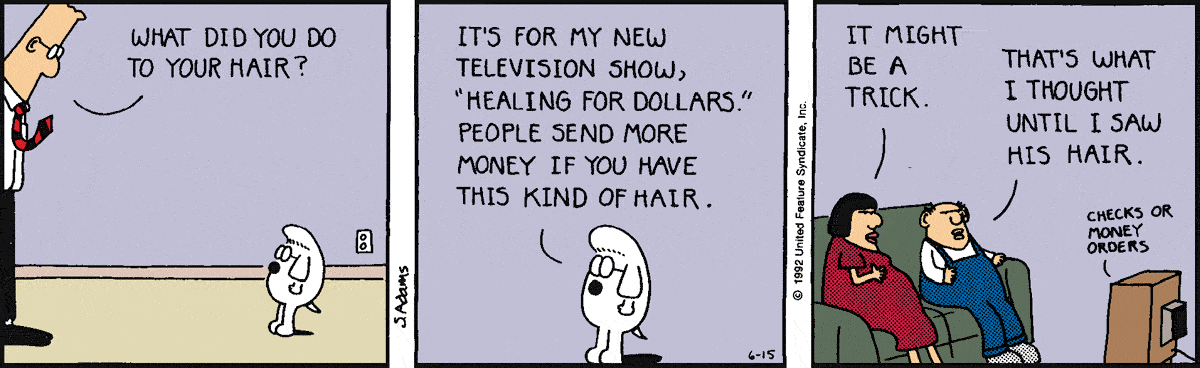 WHAT DID YOU DO
TO YOUR HAIR?
S.Adams
IT'S FOR MY NEW
TELEVISION SHOW,
"HEALING FOR DOLLARS."
PEOPLE SEND MORE
MONEY IF YOU HAVE
THIS KIND OF HAIR.
6-15
© 1992 United Feature Syndicate, Inc.
IT MIGHT
BE A
TRICK.
THAT'S WHAT
I THOUGHT
UNTIL I SAW
HIS HAIR.
CHECKS OR
MONEY
ORDERS